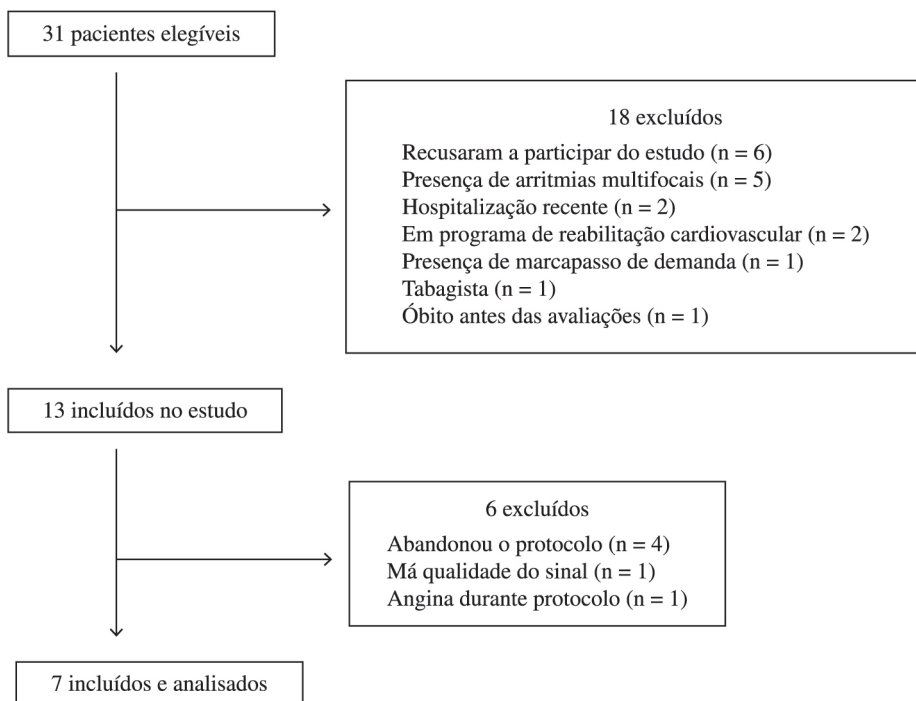 31 pacientes elegíveis
18 excluídos
Recusaram a participar do estudo (n = 6)
Presença de arritmias multifocais (n = 5)
Hospitalização recente (n = 2)
Em programa de reabilitação cardiovascular (n = 2)
Presença de marcapasso de demanda (n = 1)
Tabagista (n = 1)
Óbito antes das avaliações (n = 1)
13 incluídos no estudo
6 excluídos
Abandonou o protocolo (n = 4)
Má qualidade do sinal (n = 1)
Angina durante protocolo (n = 1)
7 incluídos e analisados